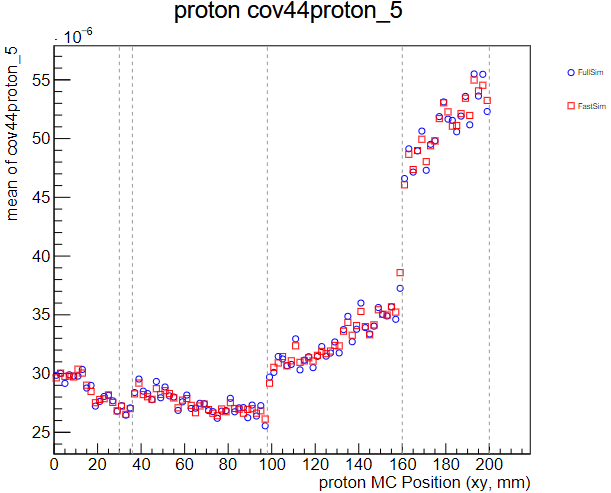 proton cov44proton_5
· 10⁻⁶
mean of cov44proton_5
55
50
45
40
35
30
25
0 20 40 60 80 100 120 140 160 180 200
proton MC Position (xy, mm)
FullSim
FastSim